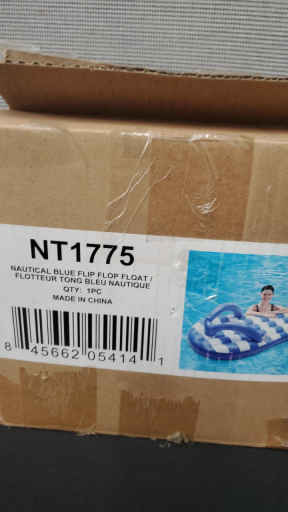 NT1775
NAUTICAL BLUE FLIP FLOP FLOAT /
FLOTTEUR TONG BLEU NAUTIQUE
QTY: 1PC
MADE IN CHINA
8 45662 05414 1